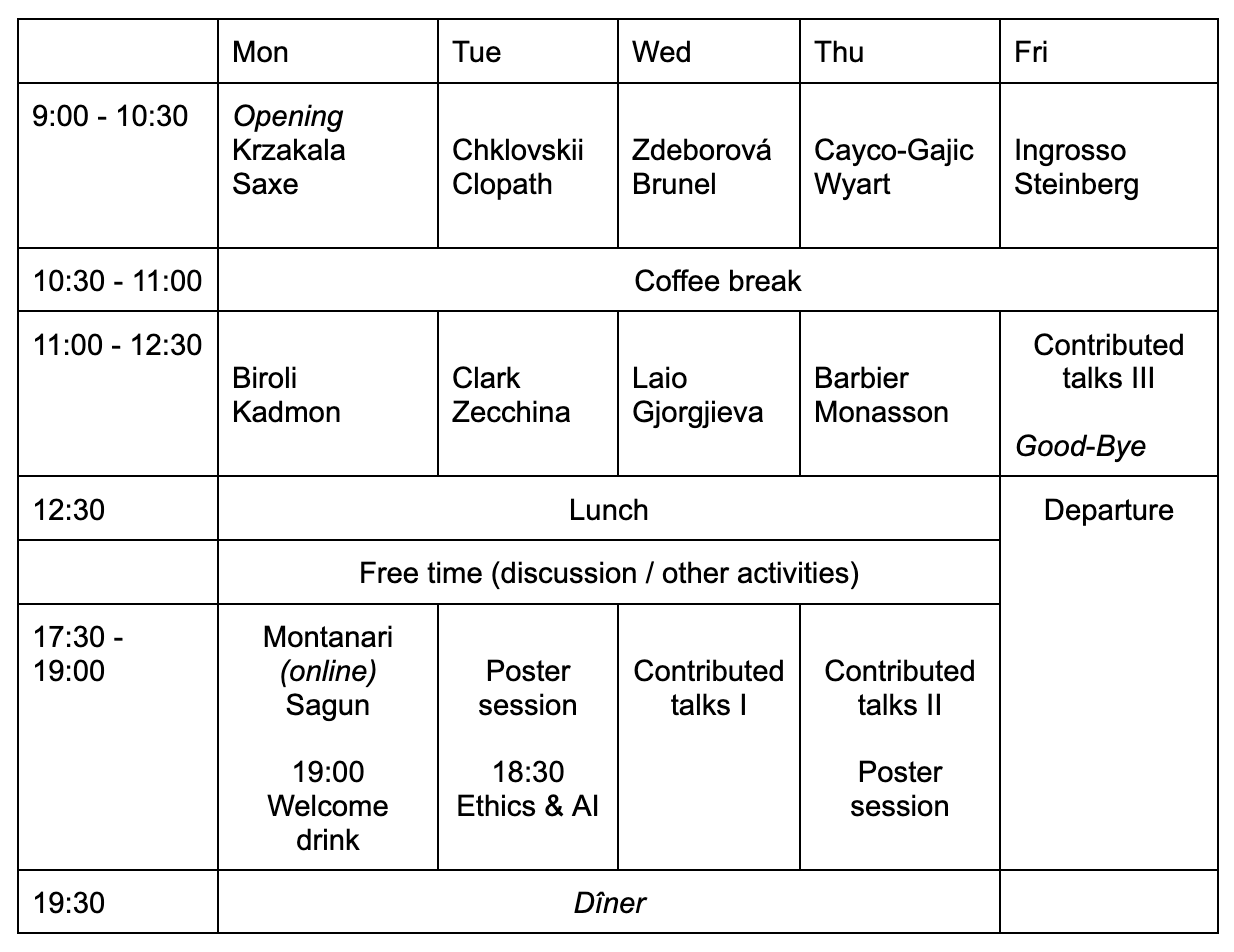 Mon Tue Wed Thu Fri
9:00 - 10:30
Opening
Krzakala
Saxe
Chklovskii
Clopath
Zdeborová
Brunel
Cayco-Gajic
Wyart
Ingrosso
Steinberg
10:30 - 11:00
Coffee break
11:00 - 12:30
Biroli
Kadmon
Clark
Zecchina
Laio
Gjorgjieva
Barbier
Monasson
Contributed
talks III
Good-Bye
12:30
Lunch
Departure
Free time (discussion / other activities)
17:30 -
19:00
Montanari
(online)
Sagun
19:00
Welcome
drink
Poster
session
18:30
Ethics & AI
Contributed
talks I
Contributed
talks II
Poster
session
19:30
Dîner